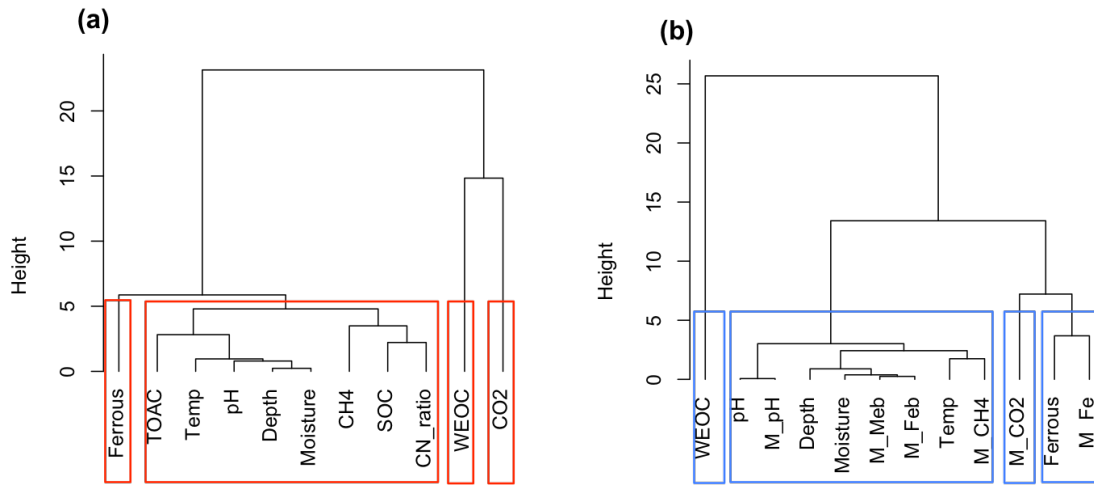 (a)
Height
0
5
10
15
20
Ferrous
TOAC
Temp
pH
Depth
Moisture
CH4
SOC
CN_ratio
WEOC
CO2
(b)
Height
0
5
10
15
20
25
WEOC
pH
M_pH
Depth
Moisture
M_Meb
M_Feb
Temp
M_CH4
M_CO2
Ferrous
M_Fe